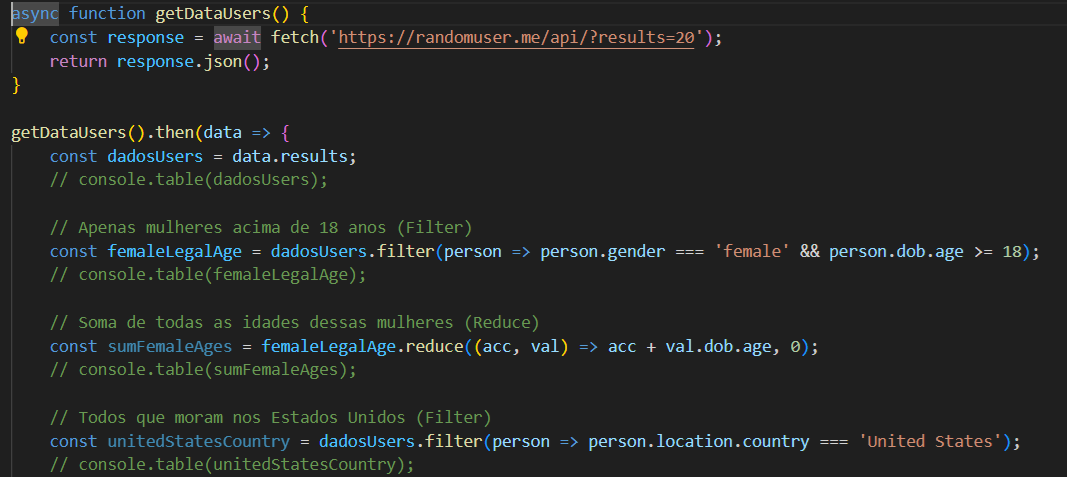 async function getDataUsers() {
    const response = await fetch('https://randomuser.me/api/?results=20');
    return response.json();
}

getDataUsers().then(data => {
    const dadosUsers = data.results;
    // console.table(dadosUsers);

    // Apenas mulheres acima de 18 anos (Filter)
    const femaleLegalAge = dadosUsers.filter(person => person.gender === 'female' && person.dob.age >= 18);
    // console.table(femaleLegalAge);

    // Soma de todas as idades dessas mulheres (Reduce)
    const sumFemaleAges = femaleLegalAge.reduce((acc, val) => acc + val.dob.age, 0);
    // console.table(sumFemaleAges);

    // Todos que moram nos Estados Unidos (Filter)
    const unitedStatesCountry = dadosUsers.filter(person => person.location.country === 'United States');
    // console.table(unitedStatesCountry);